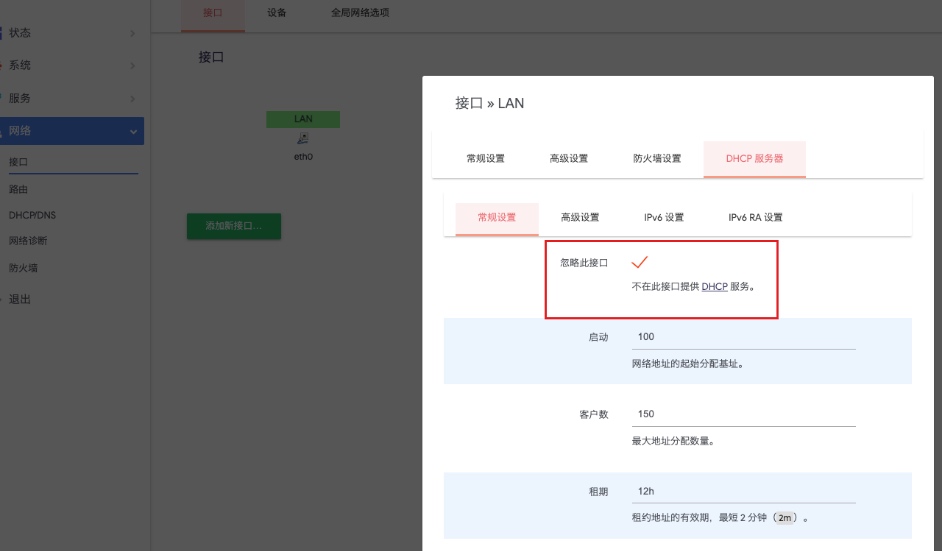 接口 设备 全局网络选项
状态
系统
服务
网络
接口
路由
DHCP/DNS
网络诊断
防火墙
退出
接口
LAN
eth0
添加新接口...
接口 » LAN
常规设置 高级设置 防火墙设置 DHCP 服务器
常规设置 高级设置 IPv6 设置 IPv6 RA 设置
忽略此接口
不在此接口提供 DHCP 服务。
启动 100
网络地址的起始分配基址。
客户数 150
最大地址分配数量。
租期 12h
租约地址的有效期，最短 2 分钟（2m）。